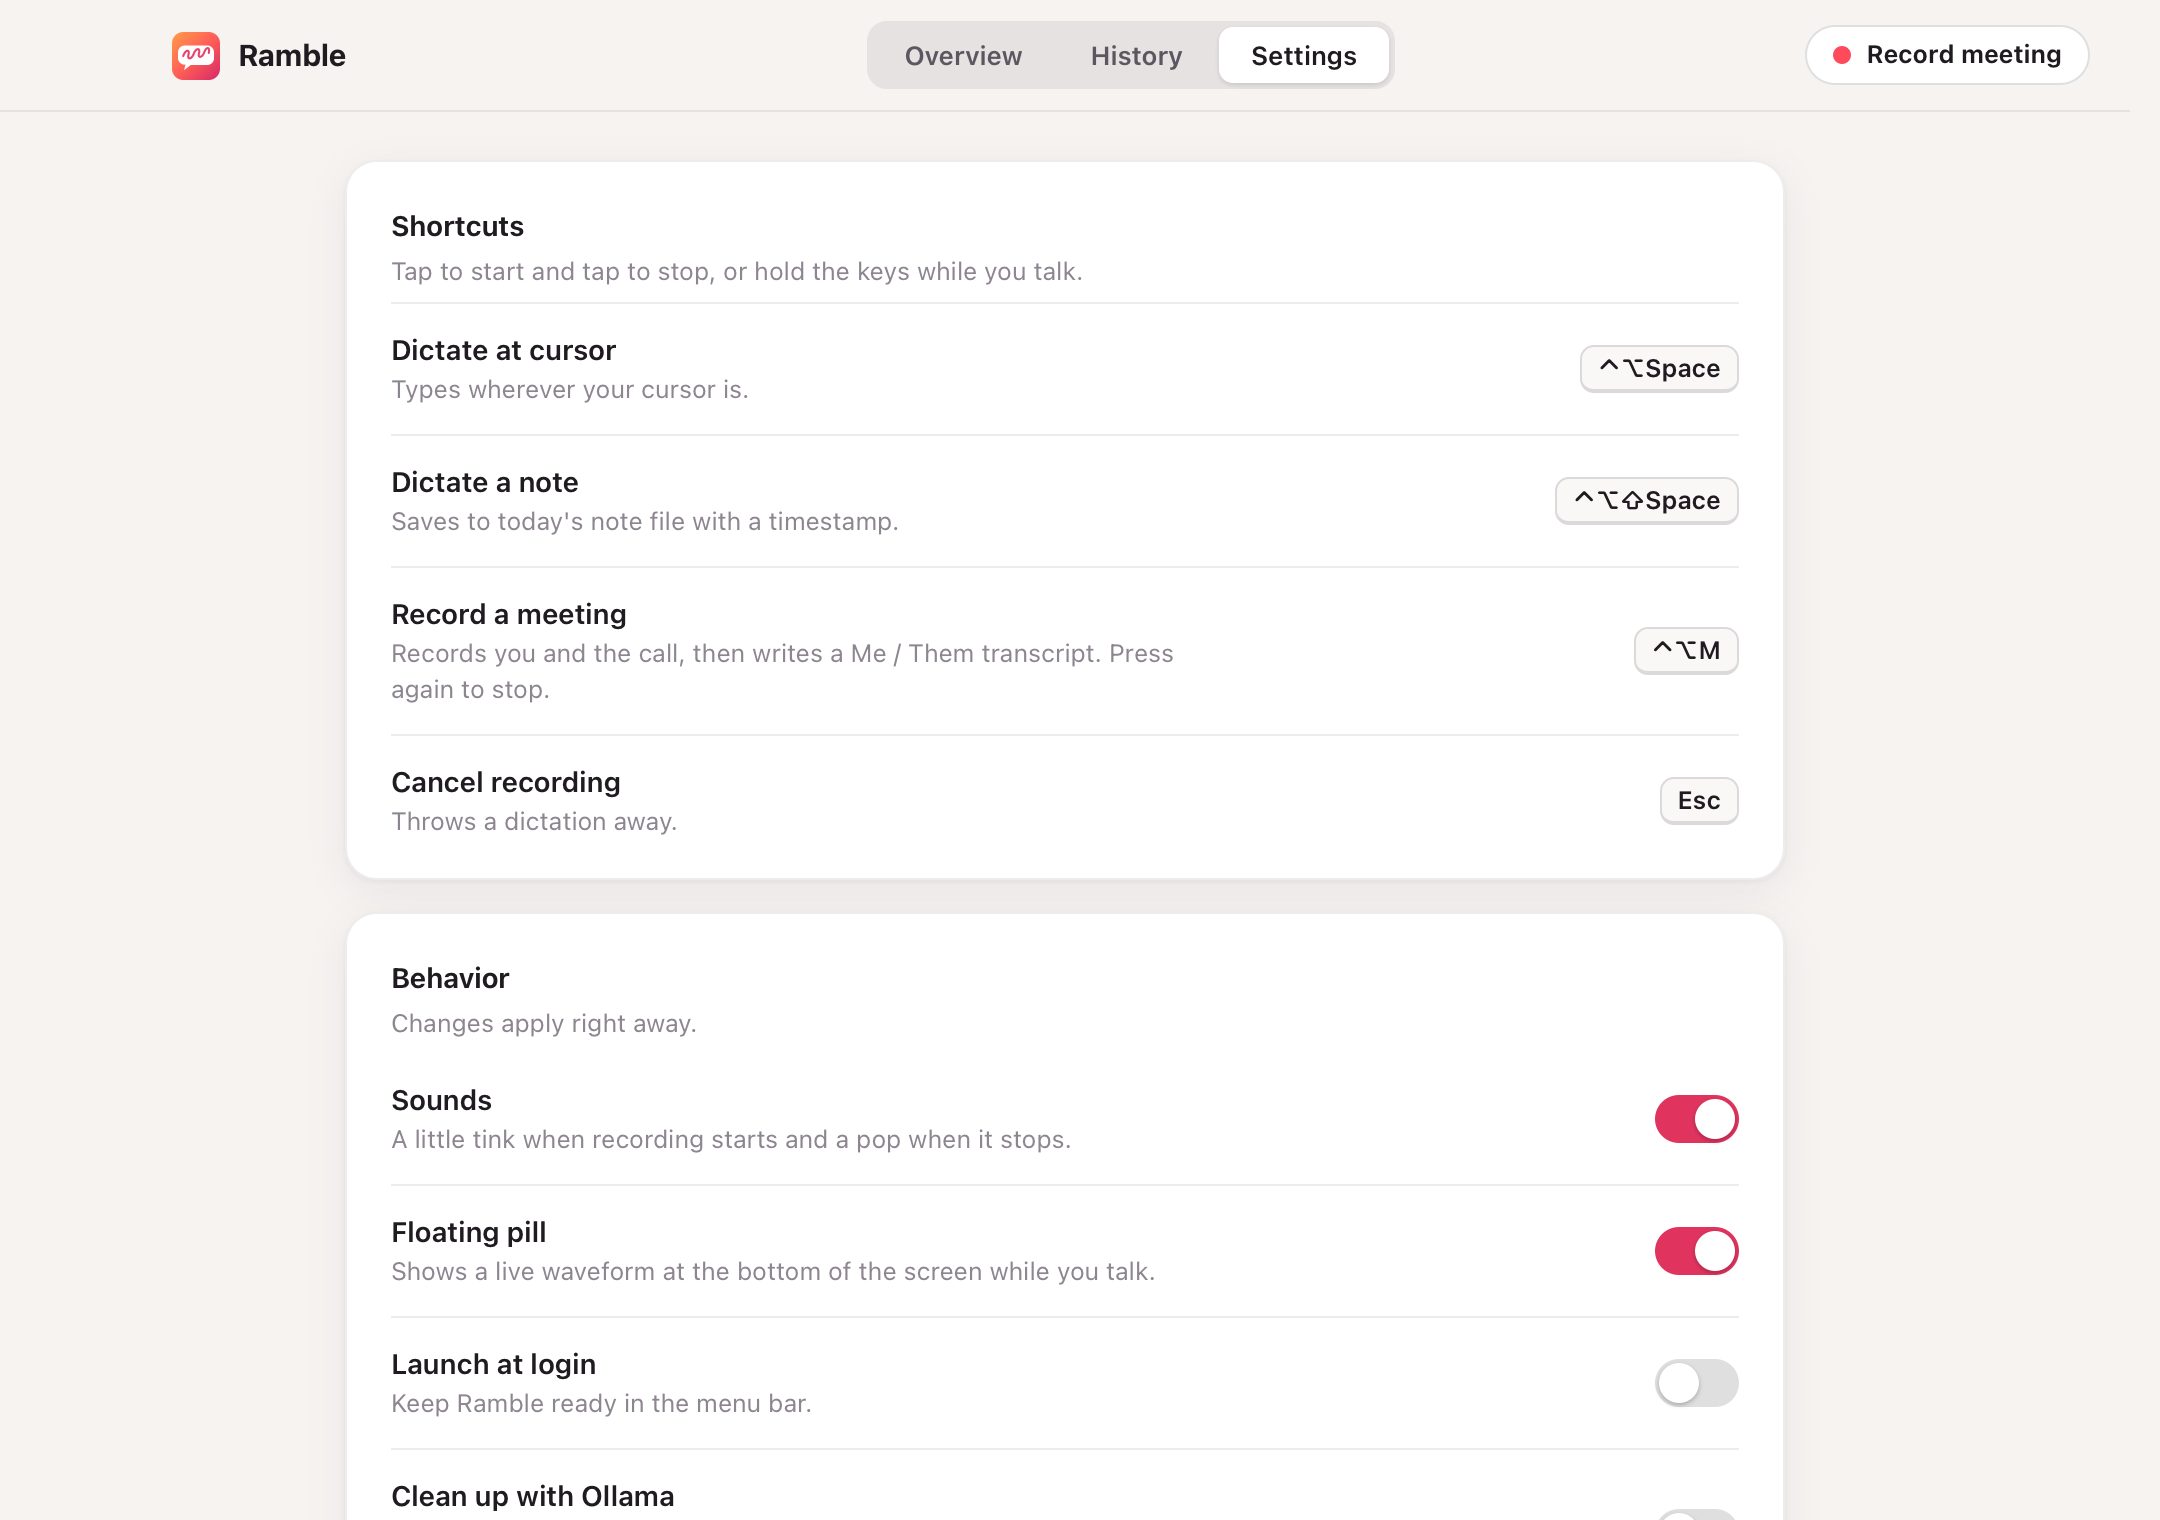 Ramble
Overview
History
Settings
Record meeting
Shortcuts
Tap to start and tap to stop, or hold the keys while you talk.
Dictate at cursor
Types wherever your cursor is.
⌃⌥Space
Dictate a note
Saves to today's note file with a timestamp.
⌃⌥⇧Space
Record a meeting
Records you and the call, then writes a Me / Them transcript. Press
again to stop.
⌃⌥M
Cancel recording
Throws a dictation away.
Esc
Behavior
Changes apply right away.
Sounds
A little tink when recording starts and a pop when it stops.
Floating pill
Shows a live waveform at the bottom of the screen while you talk.
Launch at login
Keep Ramble ready in the menu bar.
Clean up with Ollama